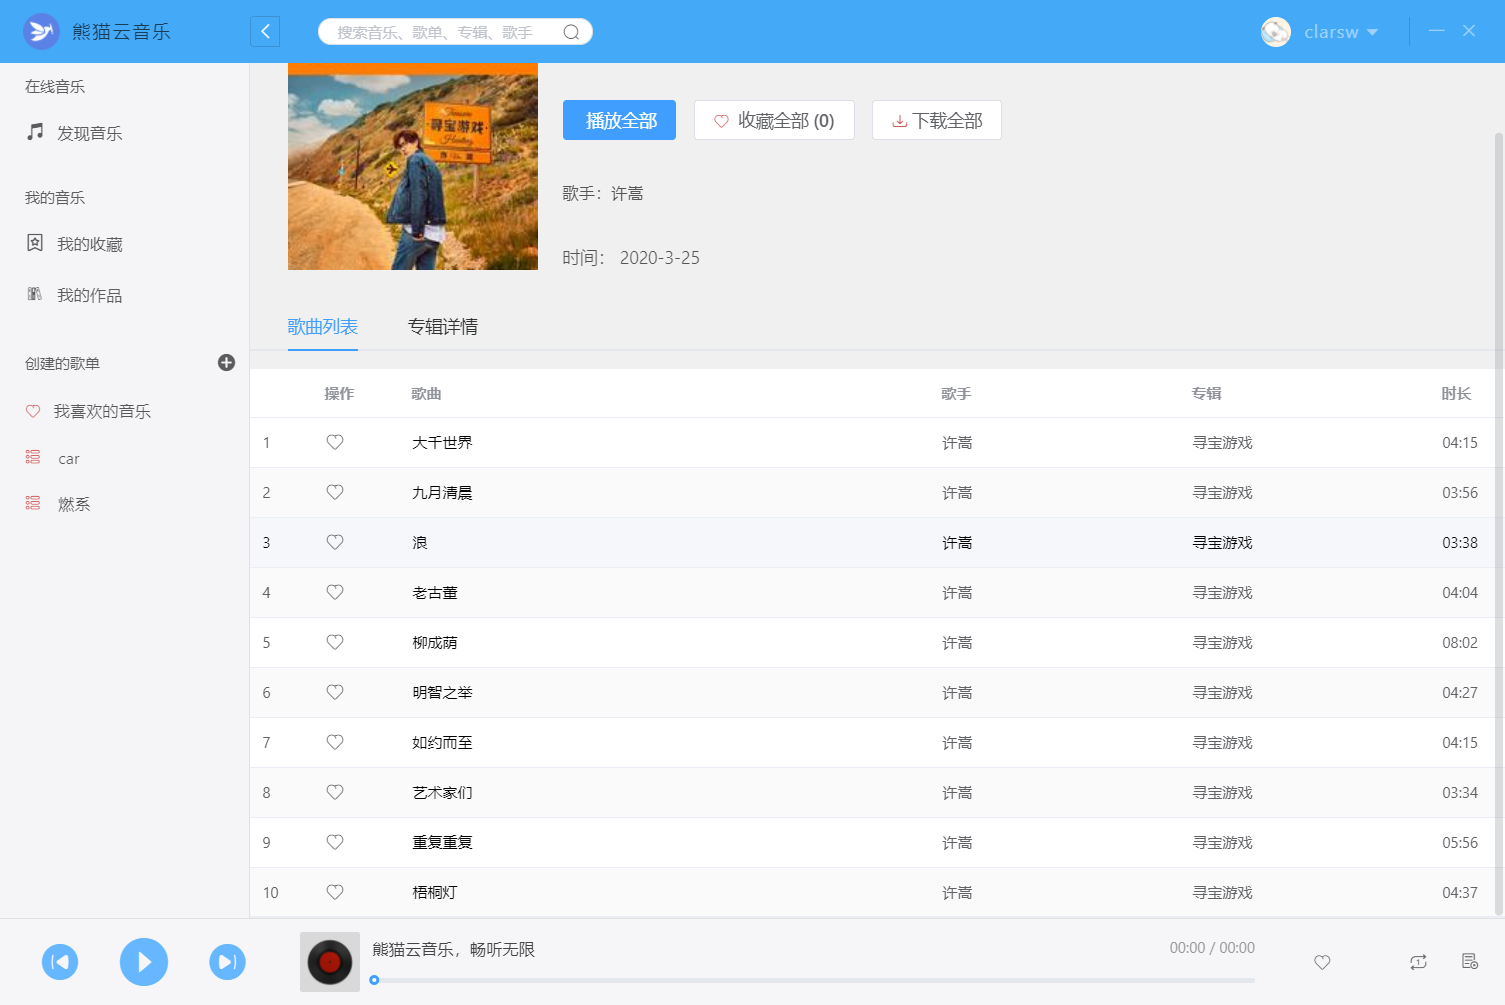 熊猫云音乐
搜索音乐、歌单、专辑、歌手
clarsw
在线音乐
发现音乐
我的音乐
我的收藏
我的作品
创建的歌单
我喜欢的音乐
car
燃系
寻宝游戏
播放全部
收藏全部 (0)
下载全部
歌手：许嵩
时间： 2020-3-25
歌曲列表 专辑详情
操作 歌曲 歌手 专辑 时长
1 大千世界 许嵩 寻宝游戏 04:15
2 九月清晨 许嵩 寻宝游戏 03:56
3 浪 许嵩 寻宝游戏 03:38
4 老古董 许嵩 寻宝游戏 04:04
5 柳成荫 许嵩 寻宝游戏 08:02
6 明智之举 许嵩 寻宝游戏 04:27
7 如约而至 许嵩 寻宝游戏 04:15
8 艺术家们 许嵩 寻宝游戏 03:34
9 重复重复 许嵩 寻宝游戏 05:56
10 梧桐灯 许嵩 寻宝游戏 04:37
熊猫云音乐，畅听无限
00:00 / 00:00